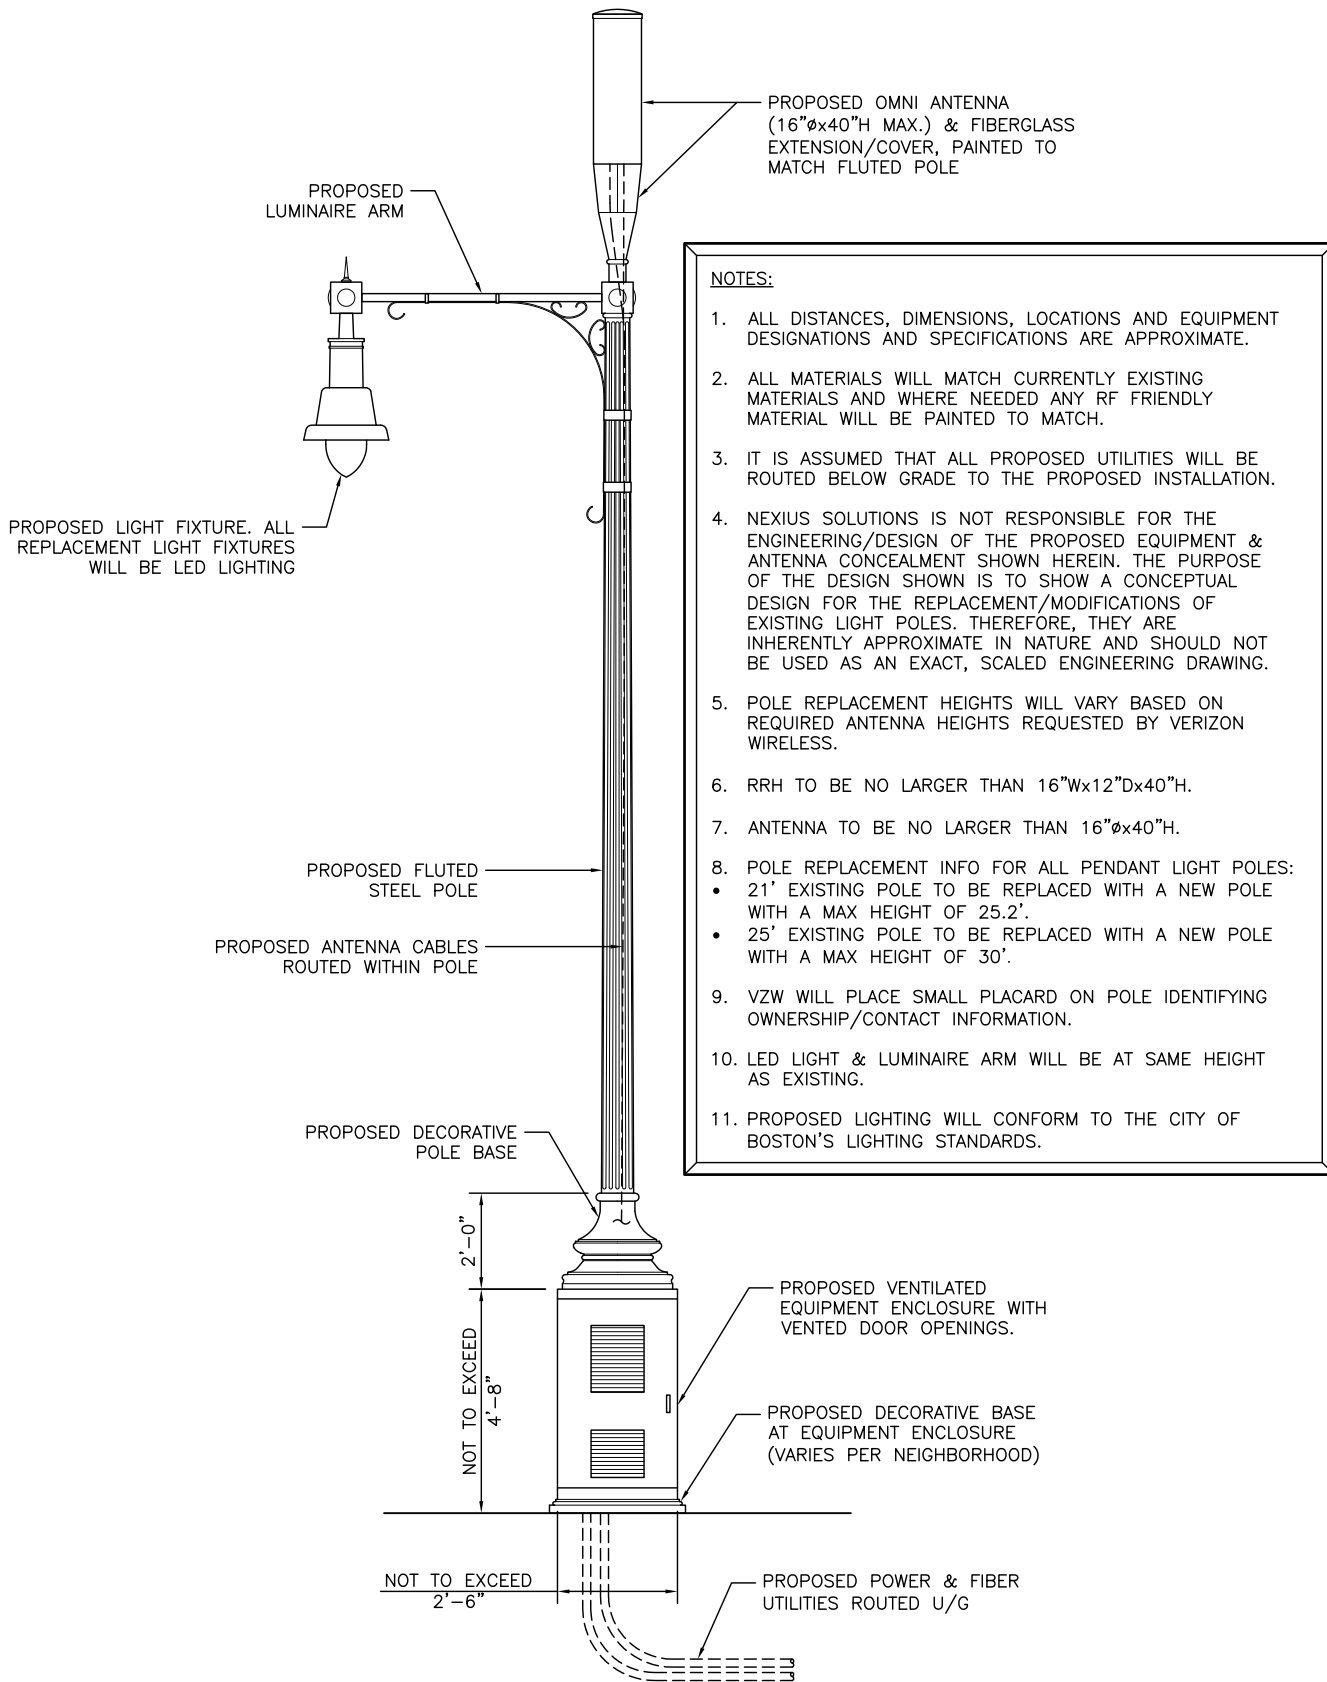 PROPOSED OMNI ANTENNA
(16"øx40"H MAX.) & FIBERGLASS
EXTENSION/COVER, PAINTED TO
MATCH FLUTED POLE
PROPOSED
LUMINAIRE ARM
PROPOSED LIGHT FIXTURE. ALL
REPLACEMENT LIGHT FIXTURES
WILL BE LED LIGHTING
NOTES:
1. ALL DISTANCES, DIMENSIONS, LOCATIONS AND EQUIPMENT
DESIGNATIONS AND SPECIFICATIONS ARE APPROXIMATE.
2. ALL MATERIALS WILL MATCH CURRENTLY EXISTING
MATERIALS AND WHERE NEEDED ANY RF FRIENDLY
MATERIAL WILL BE PAINTED TO MATCH.
3. IT IS ASSUMED THAT ALL PROPOSED UTILITIES WILL BE
ROUTED BELOW GRADE TO THE PROPOSED INSTALLATION.
4. NEXIUS SOLUTIONS IS NOT RESPONSIBLE FOR THE
ENGINEERING/DESIGN OF THE PROPOSED EQUIPMENT &
ANTENNA CONCEALMENT SHOWN HEREIN. THE PURPOSE
OF THE DESIGN SHOWN IS TO SHOW A CONCEPTUAL
DESIGN FOR THE REPLACEMENT/MODIFICATIONS OF
EXISTING LIGHT POLES. THEREFORE, THEY ARE
INHERENTLY APPROXIMATE IN NATURE AND SHOULD NOT
BE USED AS AN EXACT, SCALED ENGINEERING DRAWING.
5. POLE REPLACEMENT HEIGHTS WILL VARY BASED ON
REQUIRED ANTENNA HEIGHTS REQUESTED BY VERIZON
WIRELESS.
6. RRH TO BE NO LARGER THAN 16"Wx12"Dx40"H.
7. ANTENNA TO BE NO LARGER THAN 16"øx40"H.
8. POLE REPLACEMENT INFO FOR ALL PENDANT LIGHT POLES:
• 21' EXISTING POLE TO BE REPLACED WITH A NEW POLE
WITH A MAX HEIGHT OF 25.2'.
• 25' EXISTING POLE TO BE REPLACED WITH A NEW POLE
WITH A MAX HEIGHT OF 30'.
9. VZW WILL PLACE SMALL PLACARD ON POLE IDENTIFYING
OWNERSHIP/CONTACT INFORMATION.
10. LED LIGHT & LUMINAIRE ARM WILL BE AT SAME HEIGHT
AS EXISTING.
11. PROPOSED LIGHTING WILL CONFORM TO THE CITY OF
BOSTON'S LIGHTING STANDARDS.
PROPOSED FLUTED
STEEL POLE
PROPOSED ANTENNA CABLES
ROUTED WITHIN POLE
PROPOSED DECORATIVE
POLE BASE
2'-0"
NOT TO EXCEED
4'-8"
PROPOSED VENTILATED
EQUIPMENT ENCLOSURE WITH
VENTED DOOR OPENINGS.
PROPOSED DECORATIVE BASE
AT EQUIPMENT ENCLOSURE
(VARIES PER NEIGHBORHOOD)
NOT TO EXCEED
2'-6"
PROPOSED POWER & FIBER
UTILITIES ROUTED U/G